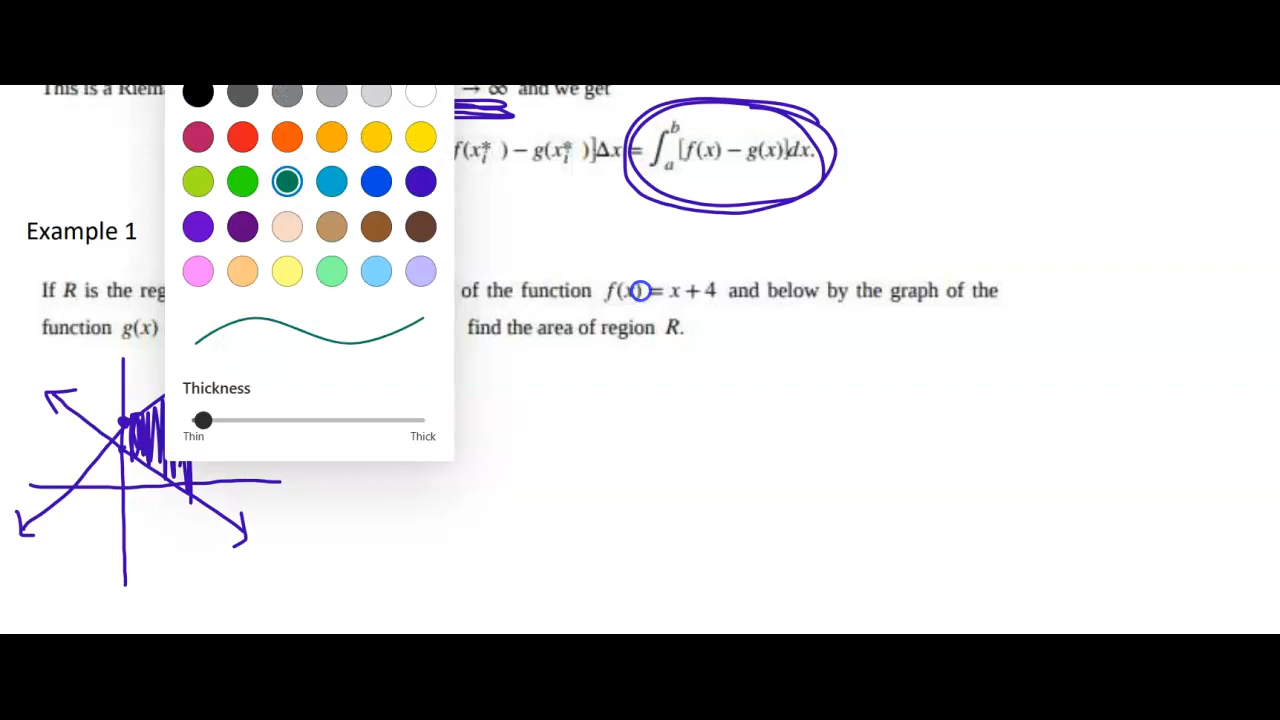 This is a Riem → ∞ and we get
f(x*i ) − g(x*i )]Δx = ∫_a^b [f(x) − g(x)]dx.
Example 1
If R is the reg of the function f(x) = x + 4 and below by the graph of the
function g(x) find the area of region R.
Thickness
Thin Thick